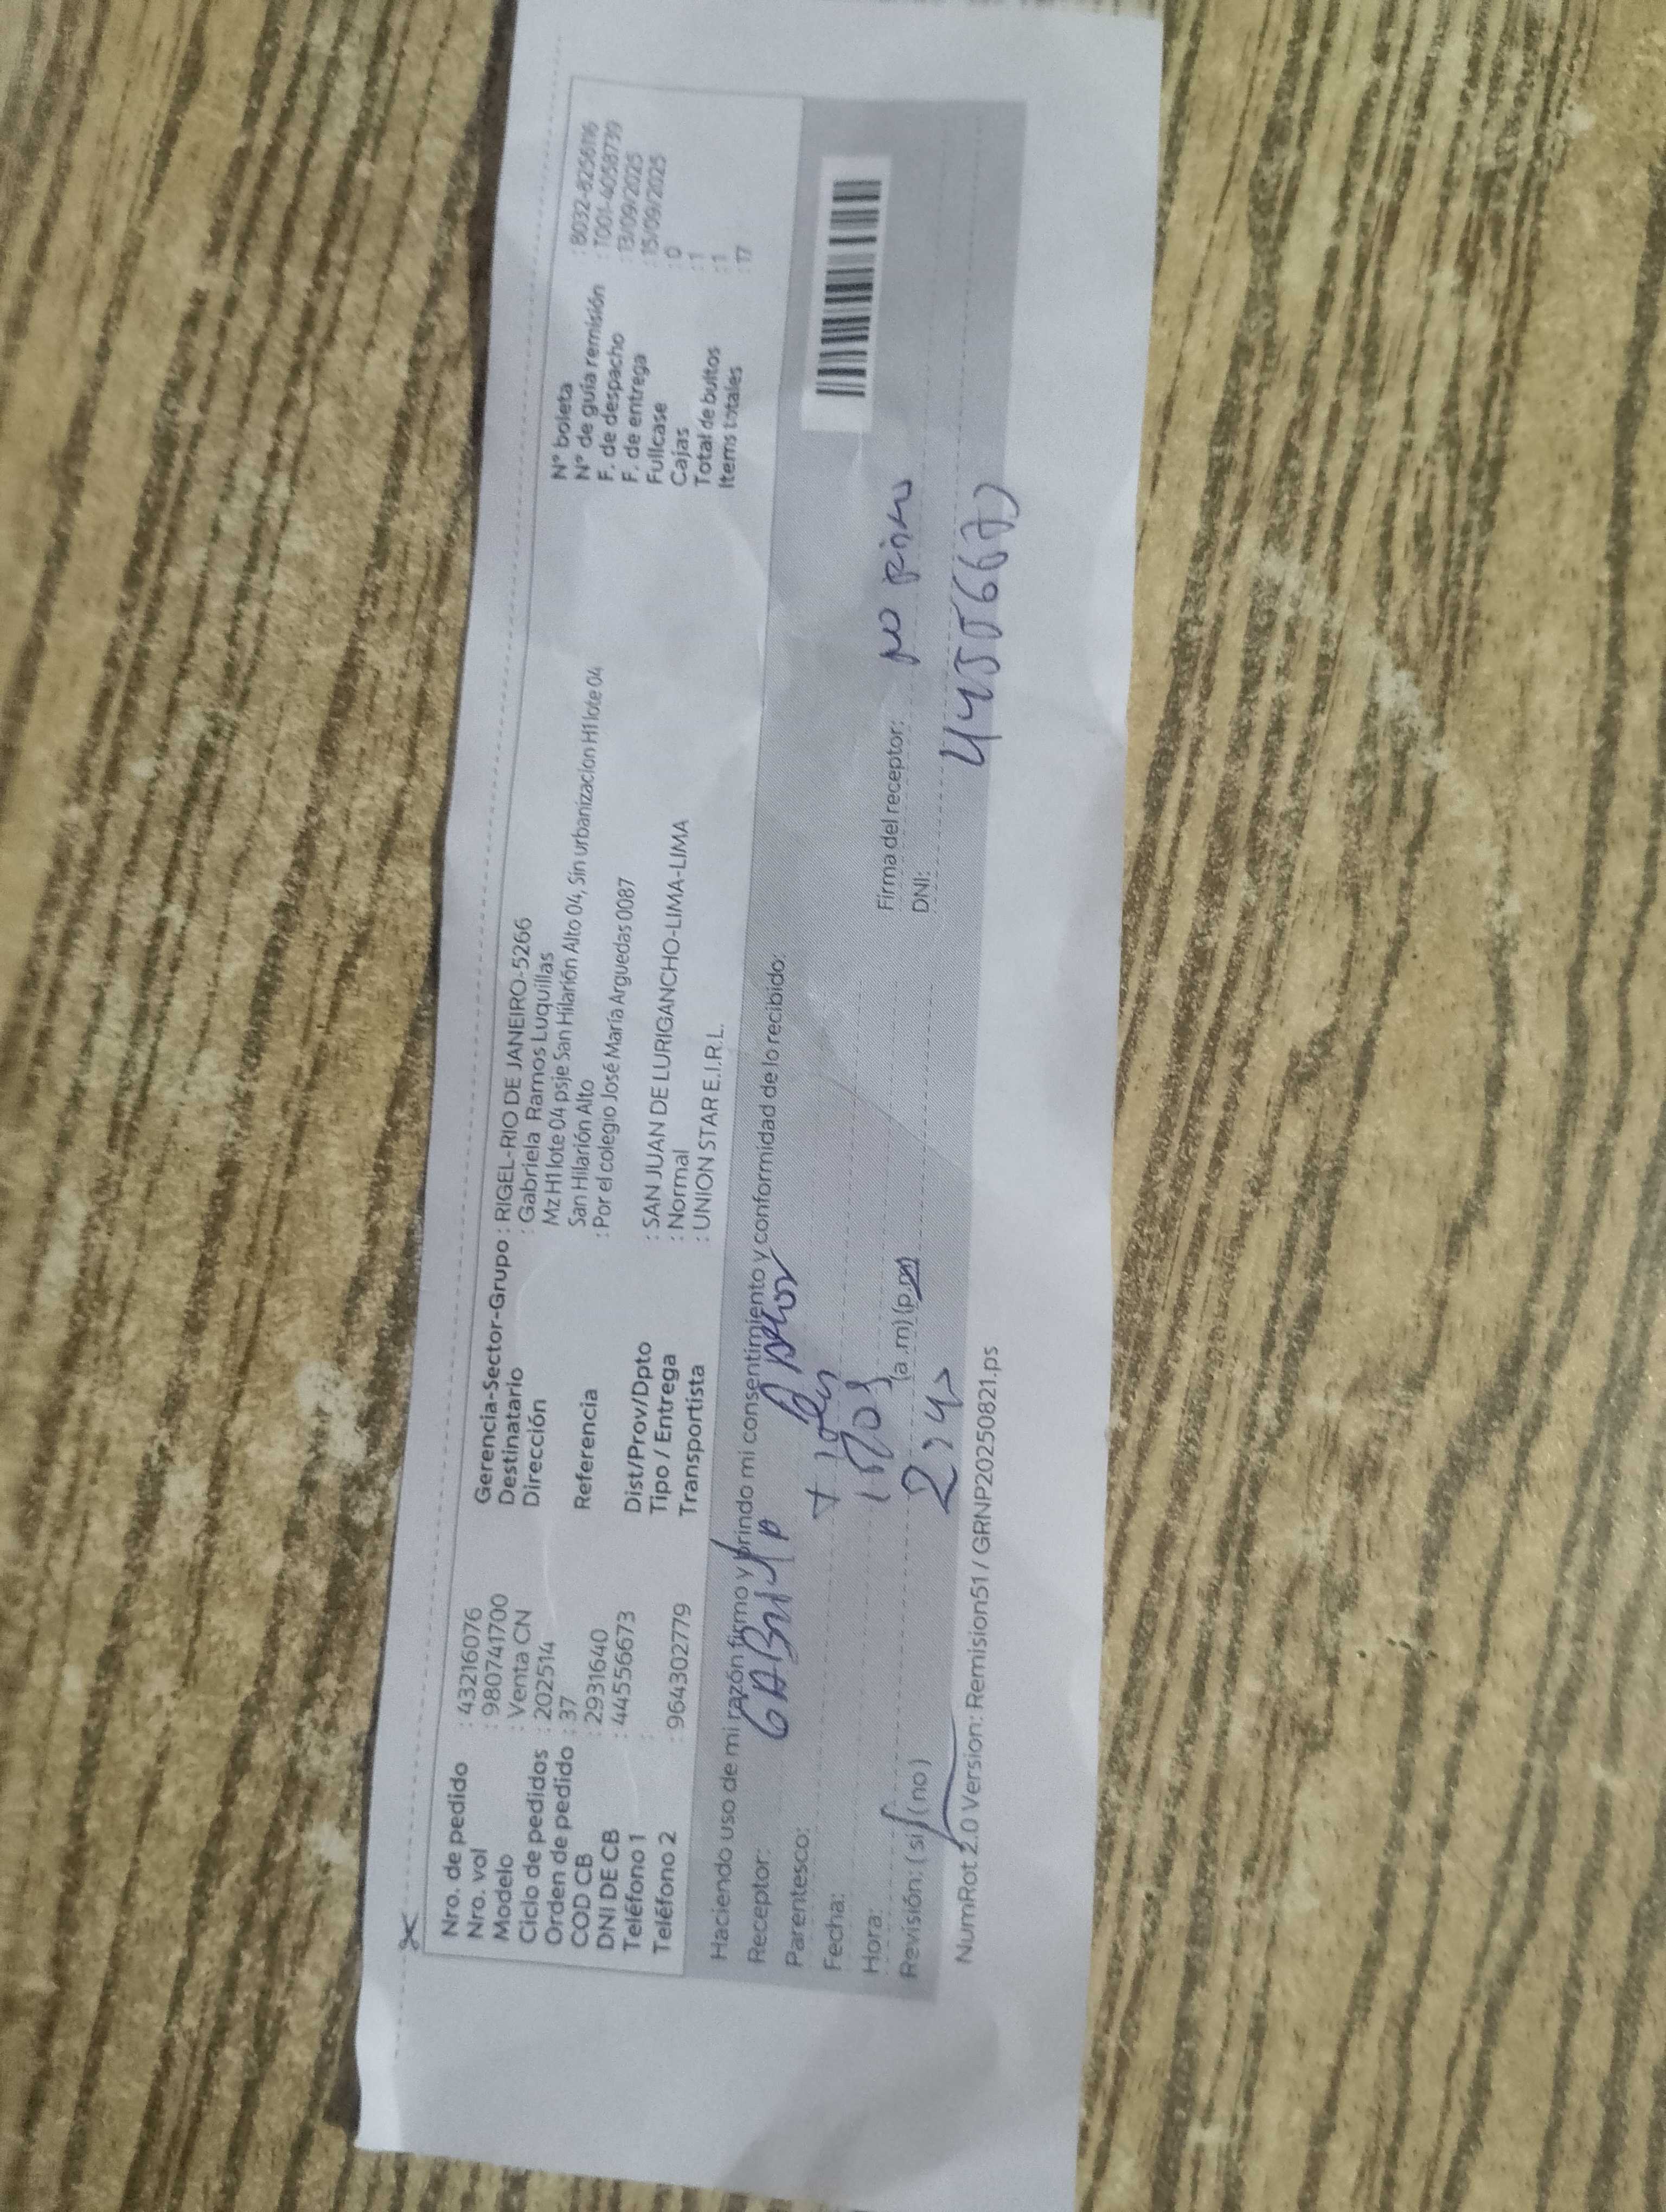 Nro. de pedido : 43216076
Nro. vol : 980741700
Modelo : Venta CN
Ciclo de pedidos : 202514
Orden de pedido : 37
COD CB : 2931640
DNI DE CB : 44556673
Teléfono 1 :
Teléfono 2 : 964302779
Gerencia-Sector-Grupo : RIGEL-RIO DE JANEIRO-5266
Destinatario : Gabriela Ramos Luquillas
Dirección Mz H1 lote 04 psje San Hilarión Alto 04, Sin urbanizacion H1 lote 04
San Hilarión Alto
Referencia : Por el colegio José María Arguedas 0087
Dist/Prov/Dpto : SAN JUAN DE LURIGANCHO-LIMA-LIMA
Tipo / Entrega : Normal
Transportista : UNION STAR E.I.R.L.
N° boleta : B032-8256116
N° de guía remisión : T001-4058739
F. de despacho : 13/09/2025
F. de entrega : 15/09/2025
Fullcase : 0
Cajas : 1
Total de bultos : 1
Items totales : 17
Haciendo uso de mi razón firmo y brindo mi consentimiento y conformidad de lo recibido:
Receptor:
Parentesco:
Fecha:
Hora: (a.m) (p.m)
Revisión: (si) (no)
Firma del receptor: NO
DNI:
NumRot 2.0 Version: Remision51 / GRNP20250821.ps